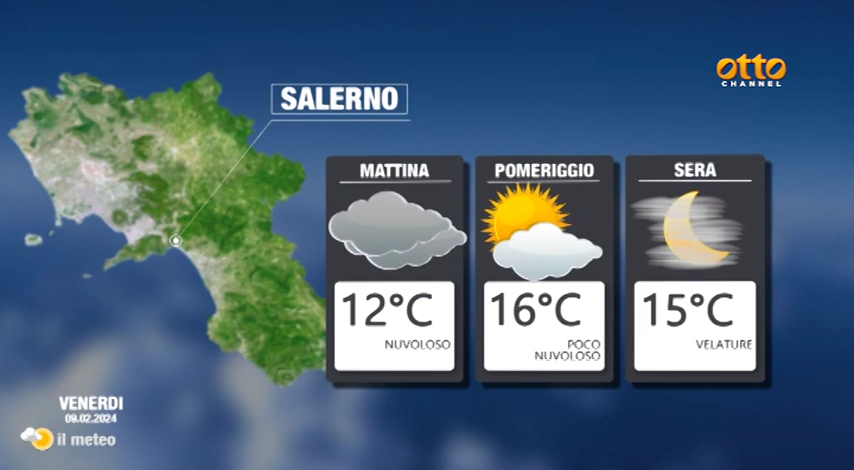 otto
CHANNEL
SALERNO
MATTINA
12°C
NUVOLOSO
POMERIGGIO
16°C
POCO
NUVOLOSO
SERA
15°C
VELATURE
VENERDI
09.02.2024
il meteo